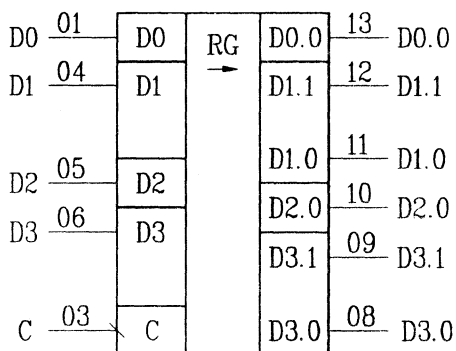 D0 01 D0 RG D0.0 13 D0.0
D1 04 D1 → D1.1 12 D1.1
D1.0 11 D1.0
D2 05 D2 D2.0 10 D2.0
D3 06 D3 D3.1 09 D3.1
C 03 C D3.0 08 D3.0